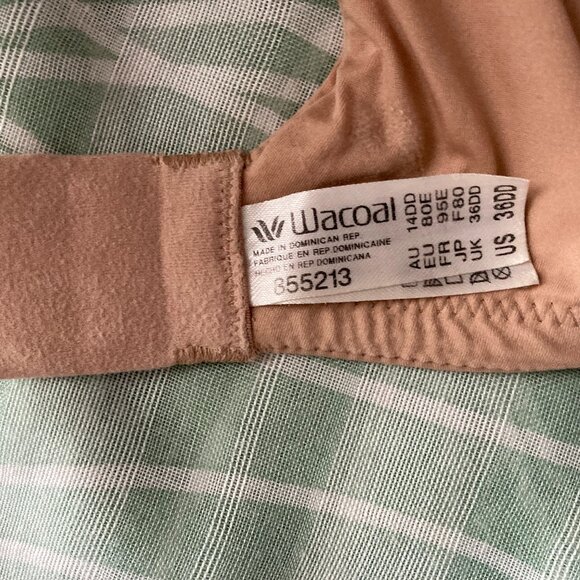 Wacoal
MADE IN DOMINICAN REP.
FABRIQUE EN REP. DOMINICAINE
HECHO EN REP. DOMINICANA
855213
AU 14DD
EU 80E
FR 95E
JP F80
UK 36DD
US 36DD